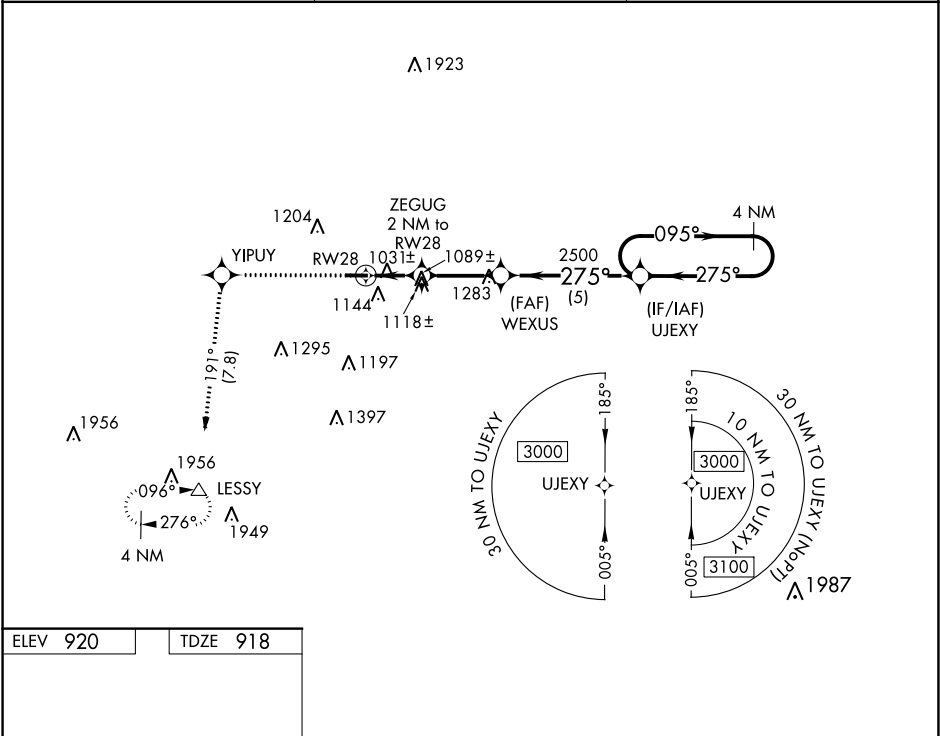 1923
ZEGUG
2 NM to
RW28
1204
4 NM
095°
YIPUY
RW28
1031±
1089±
2500
275°
275°
(5)
1144
1283
1118±
(FAF)
WEXUS
(IF/IAF)
UJEXY
191°
(7.8)
1295
1197
1397
1956
1956
096°
LESSY
276°
1949
4 NM
30 NM TO UJEXY
185°
3000
UJEXY
005°
185°
30 NM TO UJEXY (NoPT)
10 NM TO UJEXY
3000
UJEXY
005°
3100
1987
ELEV 920
TDZE 918